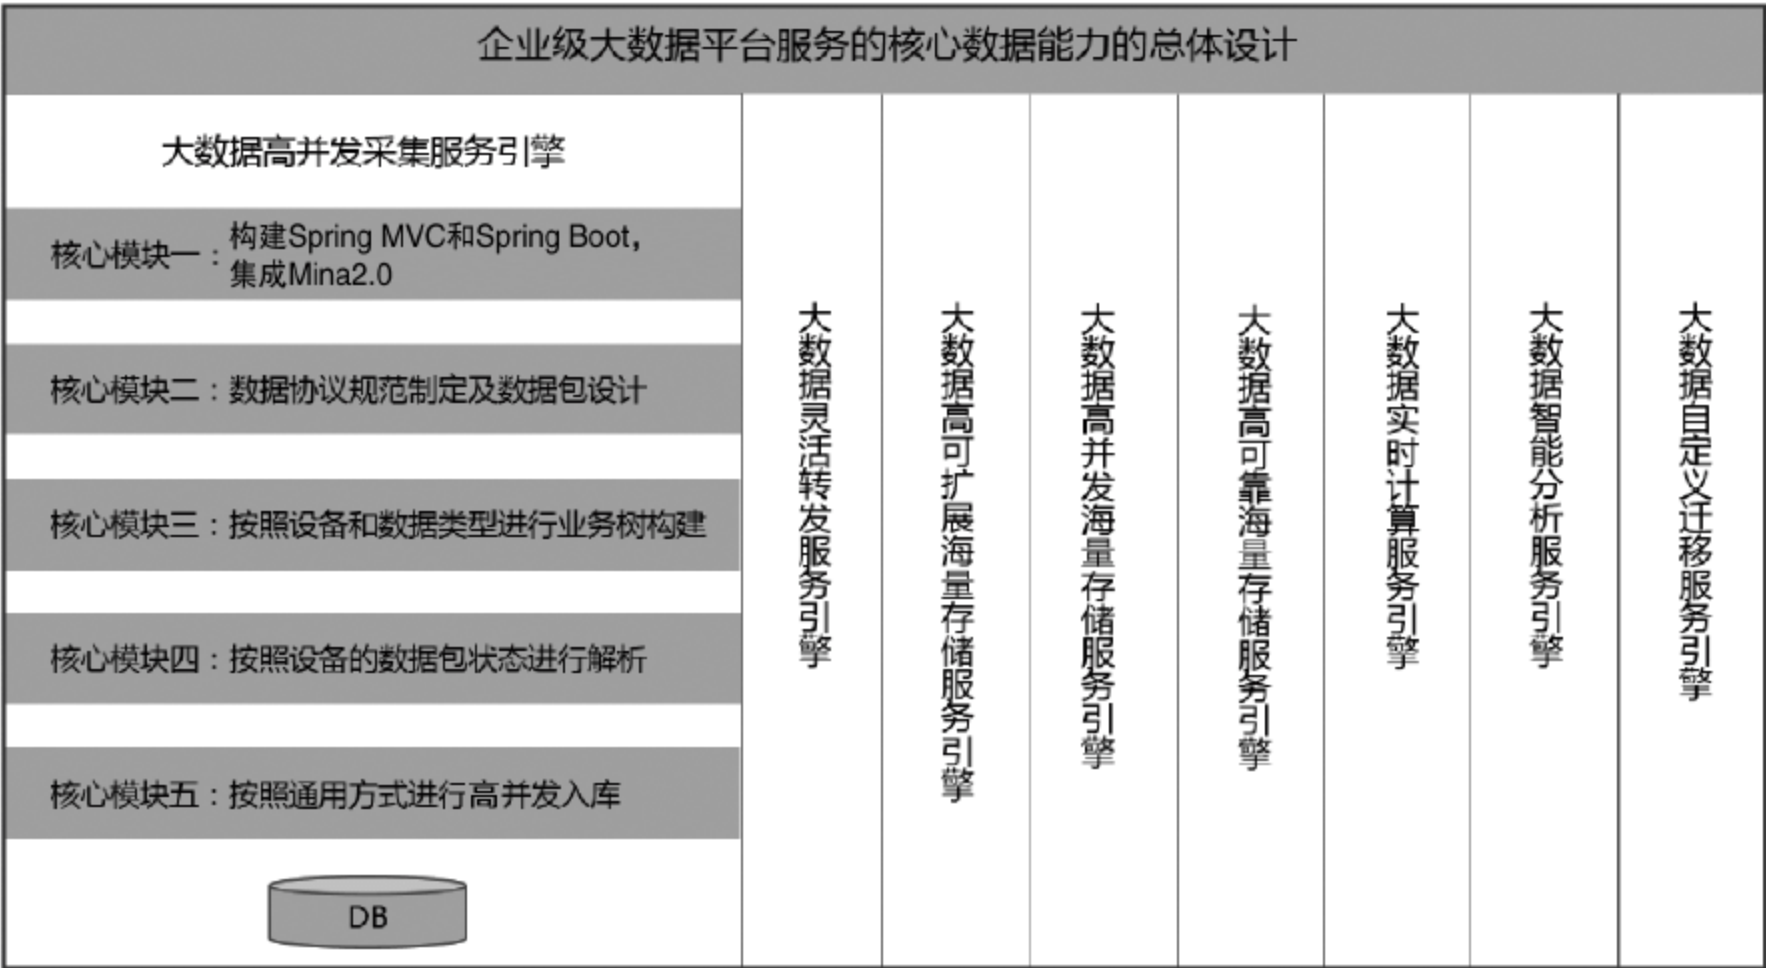 企业级大数据平台服务的核心数据能力的总体设计
大数据高并发采集服务引擎
核心模块一：构建Spring MVC和Spring Boot，
集成Mina2.0
核心模块二：数据协议规范制定及数据包设计
核心模块三：按照设备和数据类型进行业务树构建
核心模块四：按照设备的数据包状态进行解析
核心模块五：按照通用方式进行高并发入库
DB
大数据灵活转发服务引擎
大数据高可扩展海量存储服务引擎
大数据高并发海量存储服务引擎
大数据高可靠海量存储服务引擎
大数据实时计算服务引擎
大数据智能分析服务引擎
大数据自定义迁移服务引擎